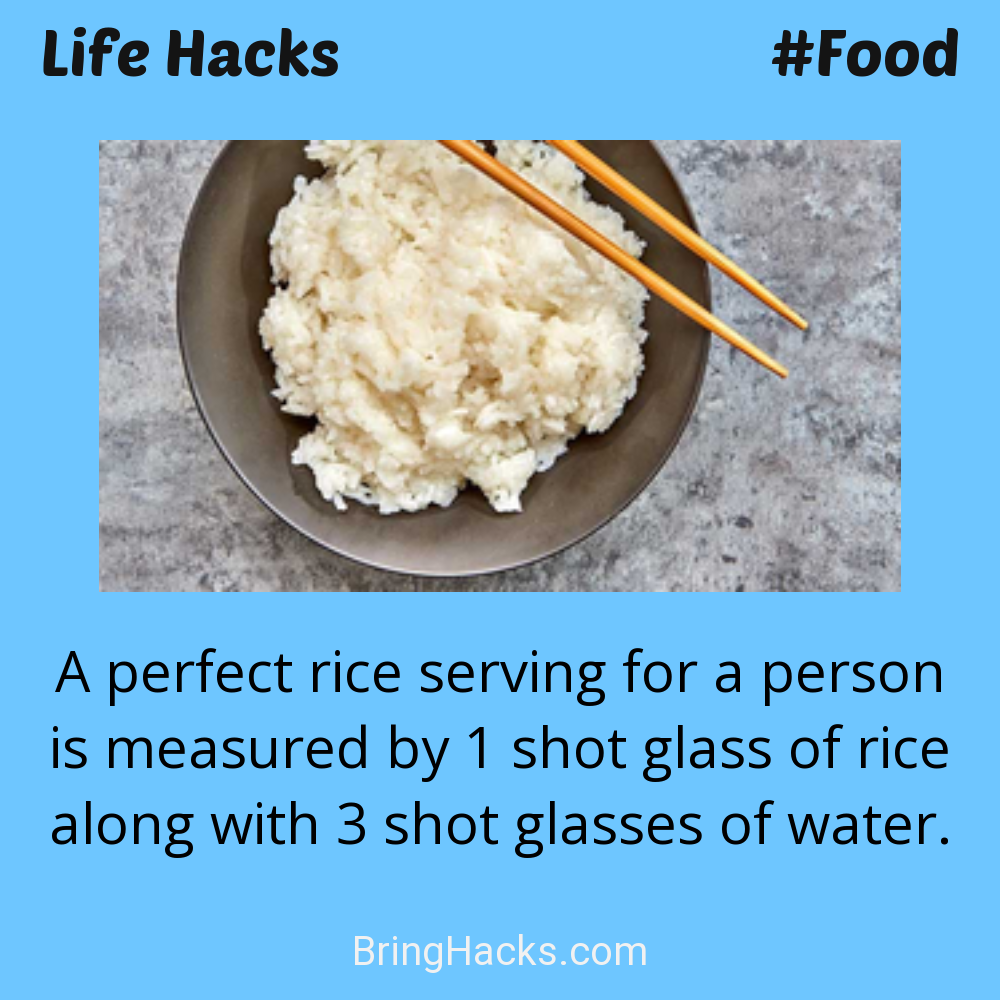 Life Hacks
#Food
A perfect rice serving for a person
is measured by 1 shot glass of rice
along with 3 shot glasses of water.
BringHacks.com